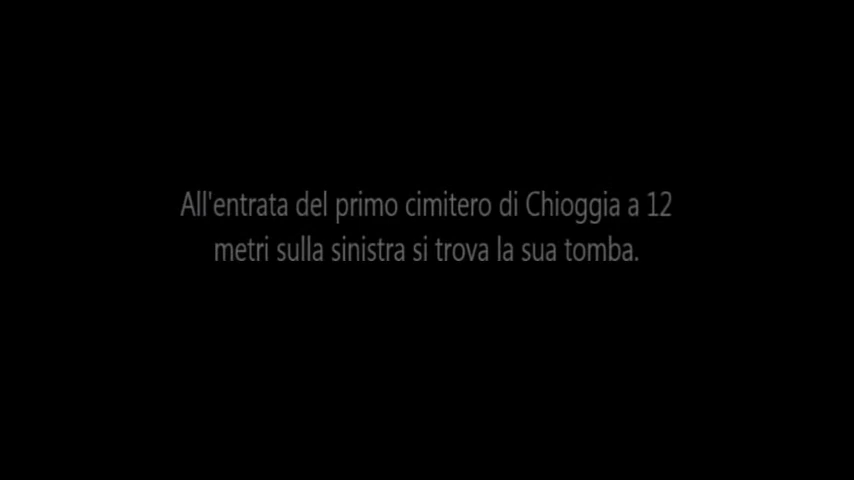 All'entrata del primo cimitero di Chioggia a 12
metri sulla sinistra si trova la sua tomba.